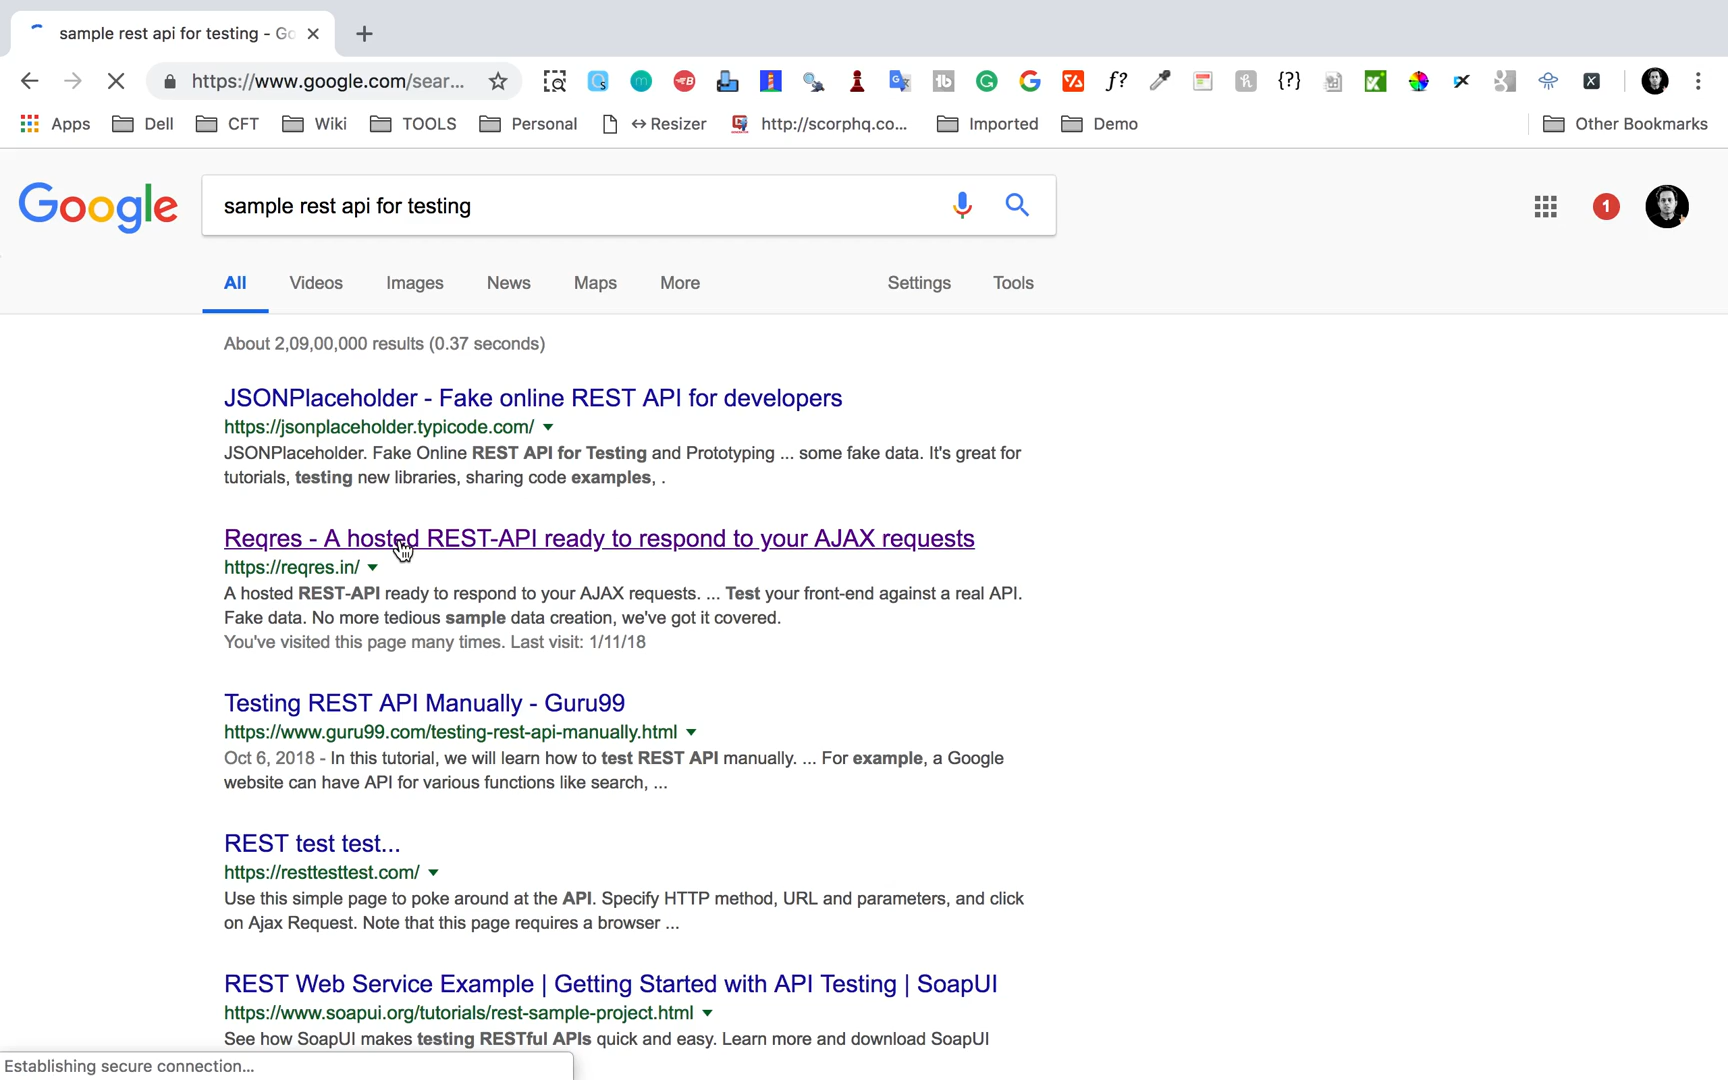 sample rest api for testing - Go
https://www.google.com/sear...
Apps Dell CFT Wiki TOOLS Personal ↔Resizer http://scorphq.co... Imported Demo Other Bookmarks
Google sample rest api for testing 1
All Videos Images News Maps More Settings Tools
About 2,09,00,000 results (0.37 seconds)
JSONPlaceholder - Fake online REST API for developers
https://jsonplaceholder.typicode.com/
JSONPlaceholder. Fake Online REST API for Testing and Prototyping ... some fake data. It's great for
tutorials, testing new libraries, sharing code examples, .
Reqres - A hosted REST-API ready to respond to your AJAX requests
https://reqres.in/
A hosted REST-API ready to respond to your AJAX requests. ... Test your front-end against a real API.
Fake data. No more tedious sample data creation, we've got it covered.
You've visited this page many times. Last visit: 1/11/18
Testing REST API Manually - Guru99
https://www.guru99.com/testing-rest-api-manually.html
Oct 6, 2018 - In this tutorial, we will learn how to test REST API manually. ... For example, a Google
website can have API for various functions like search, ...
REST test test...
https://resttesttest.com/
Use this simple page to poke around at the API. Specify HTTP method, URL and parameters, and click
on Ajax Request. Note that this page requires a browser ...
REST Web Service Example | Getting Started with API Testing | SoapUI
https://www.soapui.org/tutorials/rest-sample-project.html
See how SoapUI makes testing RESTful APIs quick and easy. Learn more and download SoapUI
Establishing secure connection...